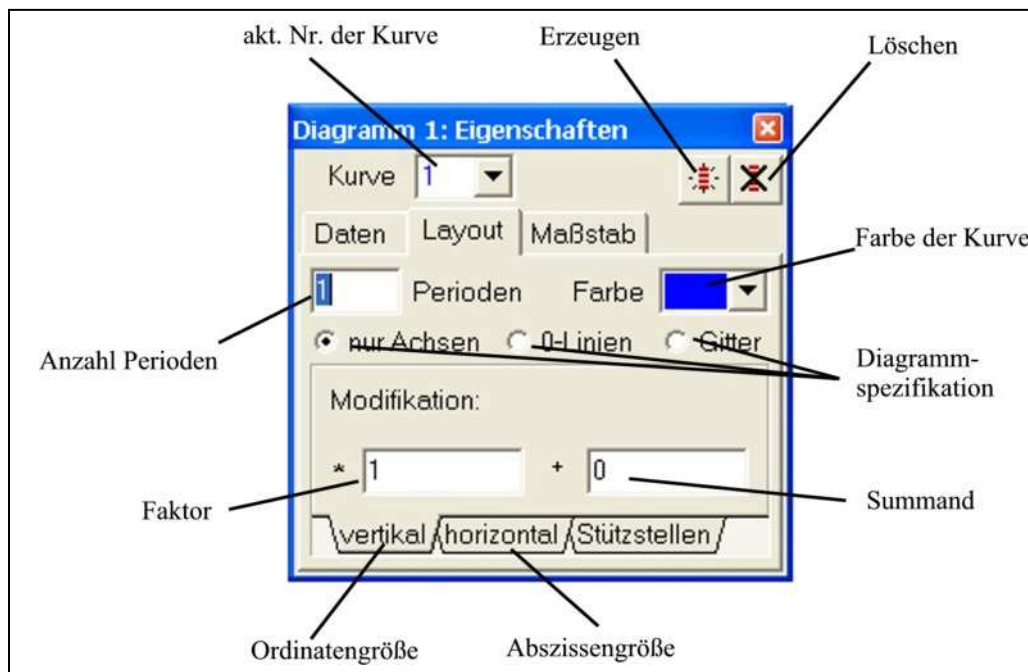 akt. Nr. der Kurve
Erzeugen
Löschen
Diagramm 1: Eigenschaften
Kurve 1
Daten Layout Maßstab
Farbe der Kurve
1 Perioden Farbe
nur Achsen 0-Linien Gitter
Anzahl Perioden
Diagramm-
spezifikation
Modifikation:
* 1 + 0
Faktor
Summand
vertikal horizontal Stützstellen
Ordinatengröße
Abszissengröße